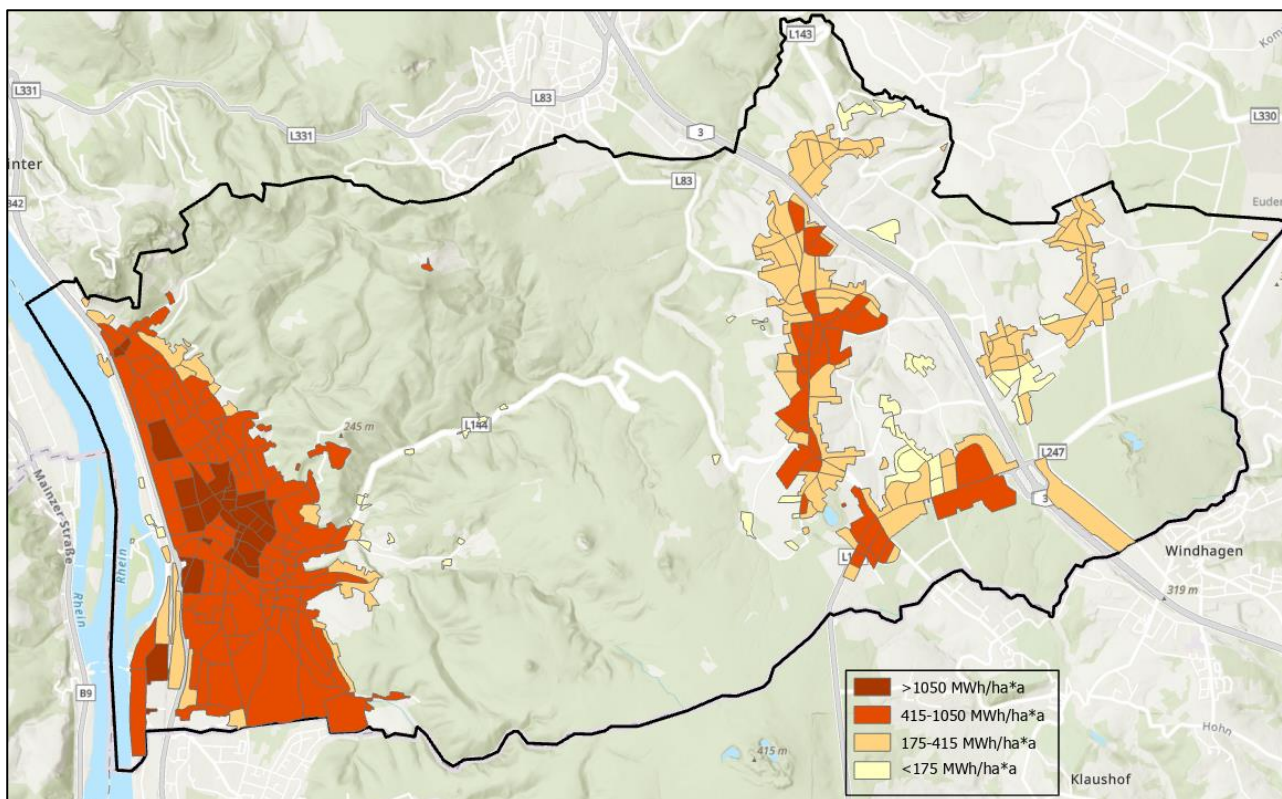 L143
L331
L83
L331
3
L330
inter
L83
342
Euder
245 m
L144
L247
3
Mainzer Straße
Rhein
Windhagen
Rhein
319 m
B9
>1050 MWh/ha*a
415-1050 MWh/ha*a
175-415 MWh/ha*a
<175 MWh/ha*a
Hohn
415 m
Klaushof